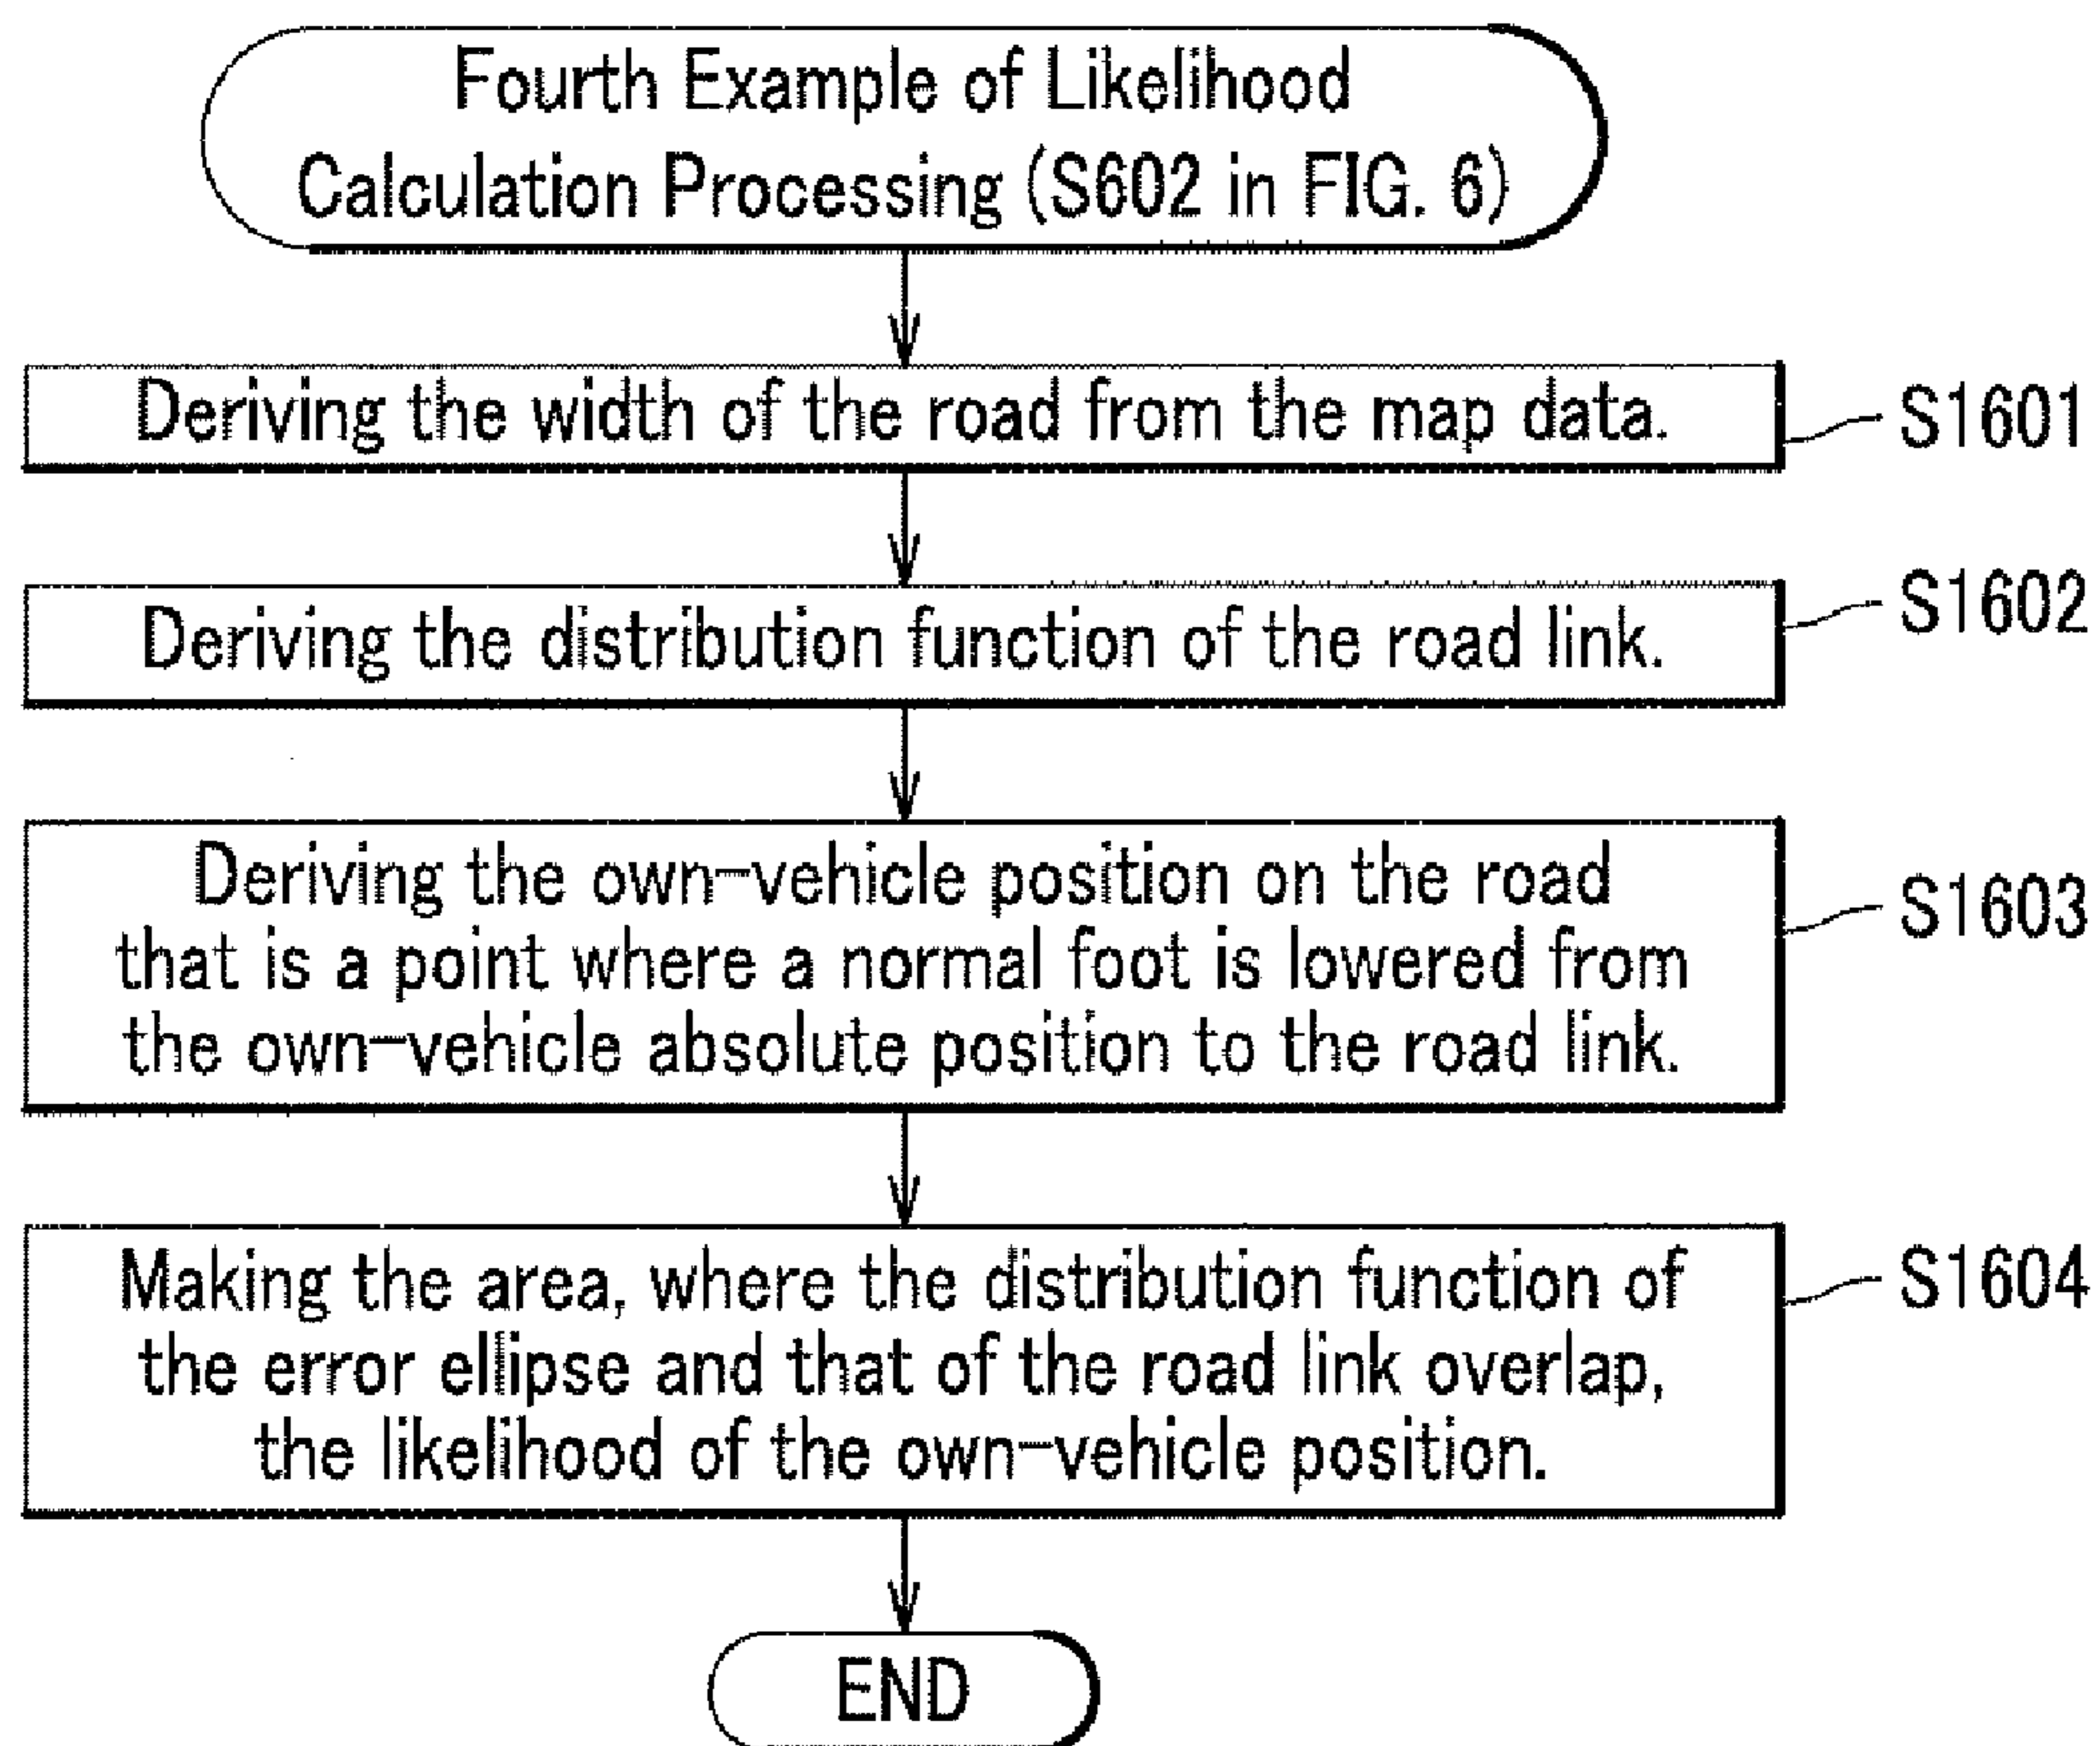 Fourth Example of Likelihood
Calculation Processing (S602 in FIG. 6)
Deriving the width of the road from the map data.
S1601
Deriving the distribution function of the road link.
S1602
Deriving the own-vehicle position on the road
that is a point where a normal foot is lowered from
the own-vehicle absolute position to the road link.
S1603
Making the area, where the distribution function of
the error ellipse and that of the road link overlap,
the likelihood of the own-vehicle position.
S1604
END